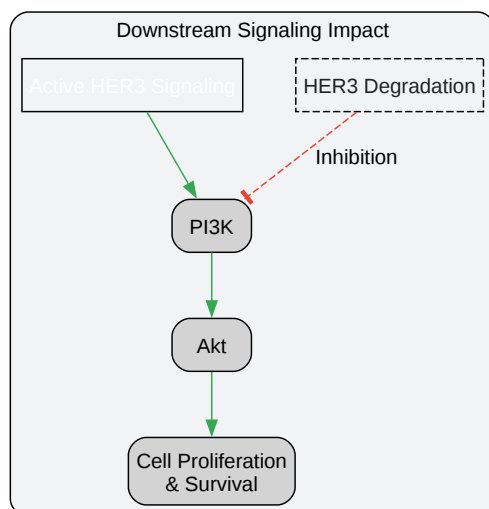 Downstream Signaling Impact
Active HER3 Signaling
HER3 Degradation
Inhibition
PI3K
Akt
Cell Proliferation
& Survival